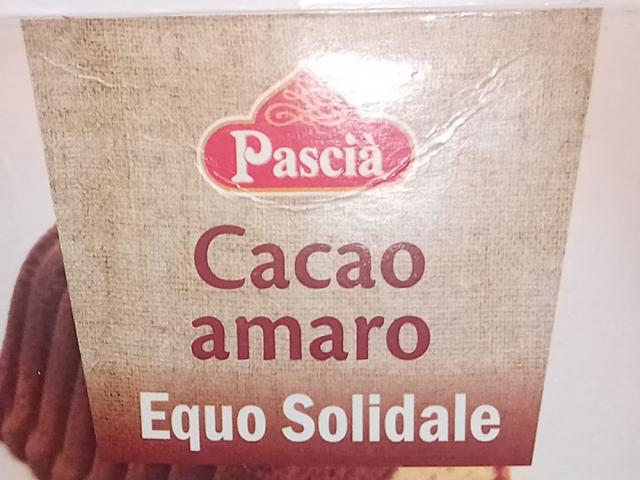 Pascià
Cacao
amaro
Equo Solidale